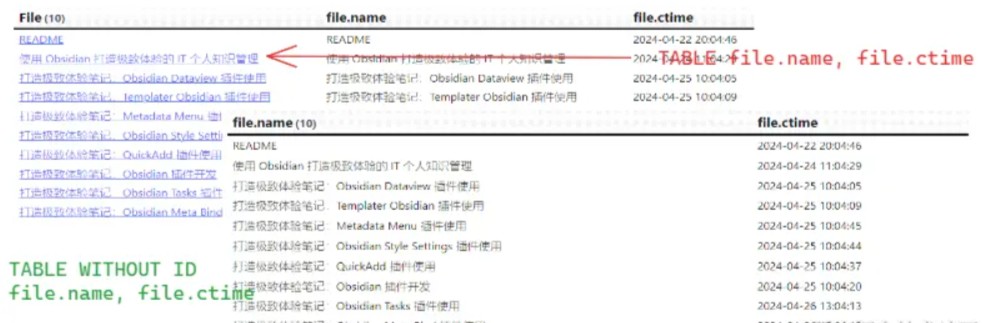 File (10) file.name file.ctime
README README 2024-04-22 20:04:46
使用 Obsidian 打造极致体验的 IT 个人知识管理 使用 Obsidian 打造极致体验的 IT 个人知识管理
TABLE file.name, file.ctime
打造极致体验笔记：Obsidian Dataview 插件使用 打造极致体验笔记：Obsidian Dataview 插件使用 2024-04-25 10:04:05
打造极致体验笔记：Templater Obsidian 插件使用 打造极致体验笔记：Templater Obsidian 插件使用 2024-04-25 10:04:09
打造极致体验笔记：Metadata Menu
打造极致体验笔记：Obsidian Style Setti
打造极致体验笔记：QuickAdd 插件使用
打造极致体验笔记：Obsidian 插件开发
打造极致体验笔记：Obsidian Tasks 插件
打造极致体验笔记：Obsidian Meta Bind
file.name (10) file.ctime
README 2024-04-22 20:04:46
使用 Obsidian 打造极致体验的 IT 个人知识管理 2024-04-24 11:04:29
打造极致体验笔记：Obsidian Dataview 插件使用 2024-04-25 10:04:05
打造极致体验笔记：Templater Obsidian 插件使用 2024-04-25 10:04:09
打造极致体验笔记：Metadata Menu 插件使用 2024-04-25 10:04:45
打造极致体验笔记：Obsidian Style Settings 插件使用 2024-04-25 10:04:44
打造极致体验笔记：QuickAdd 插件使用 2024-04-25 10:04:37
打造极致体验笔记：Obsidian 插件开发 2024-04-25 10:04:20
打造极致体验笔记：Obsidian Tasks 插件使用 2024-04-26 13:04:13
TABLE WITHOUT ID
file.name, file.ctime